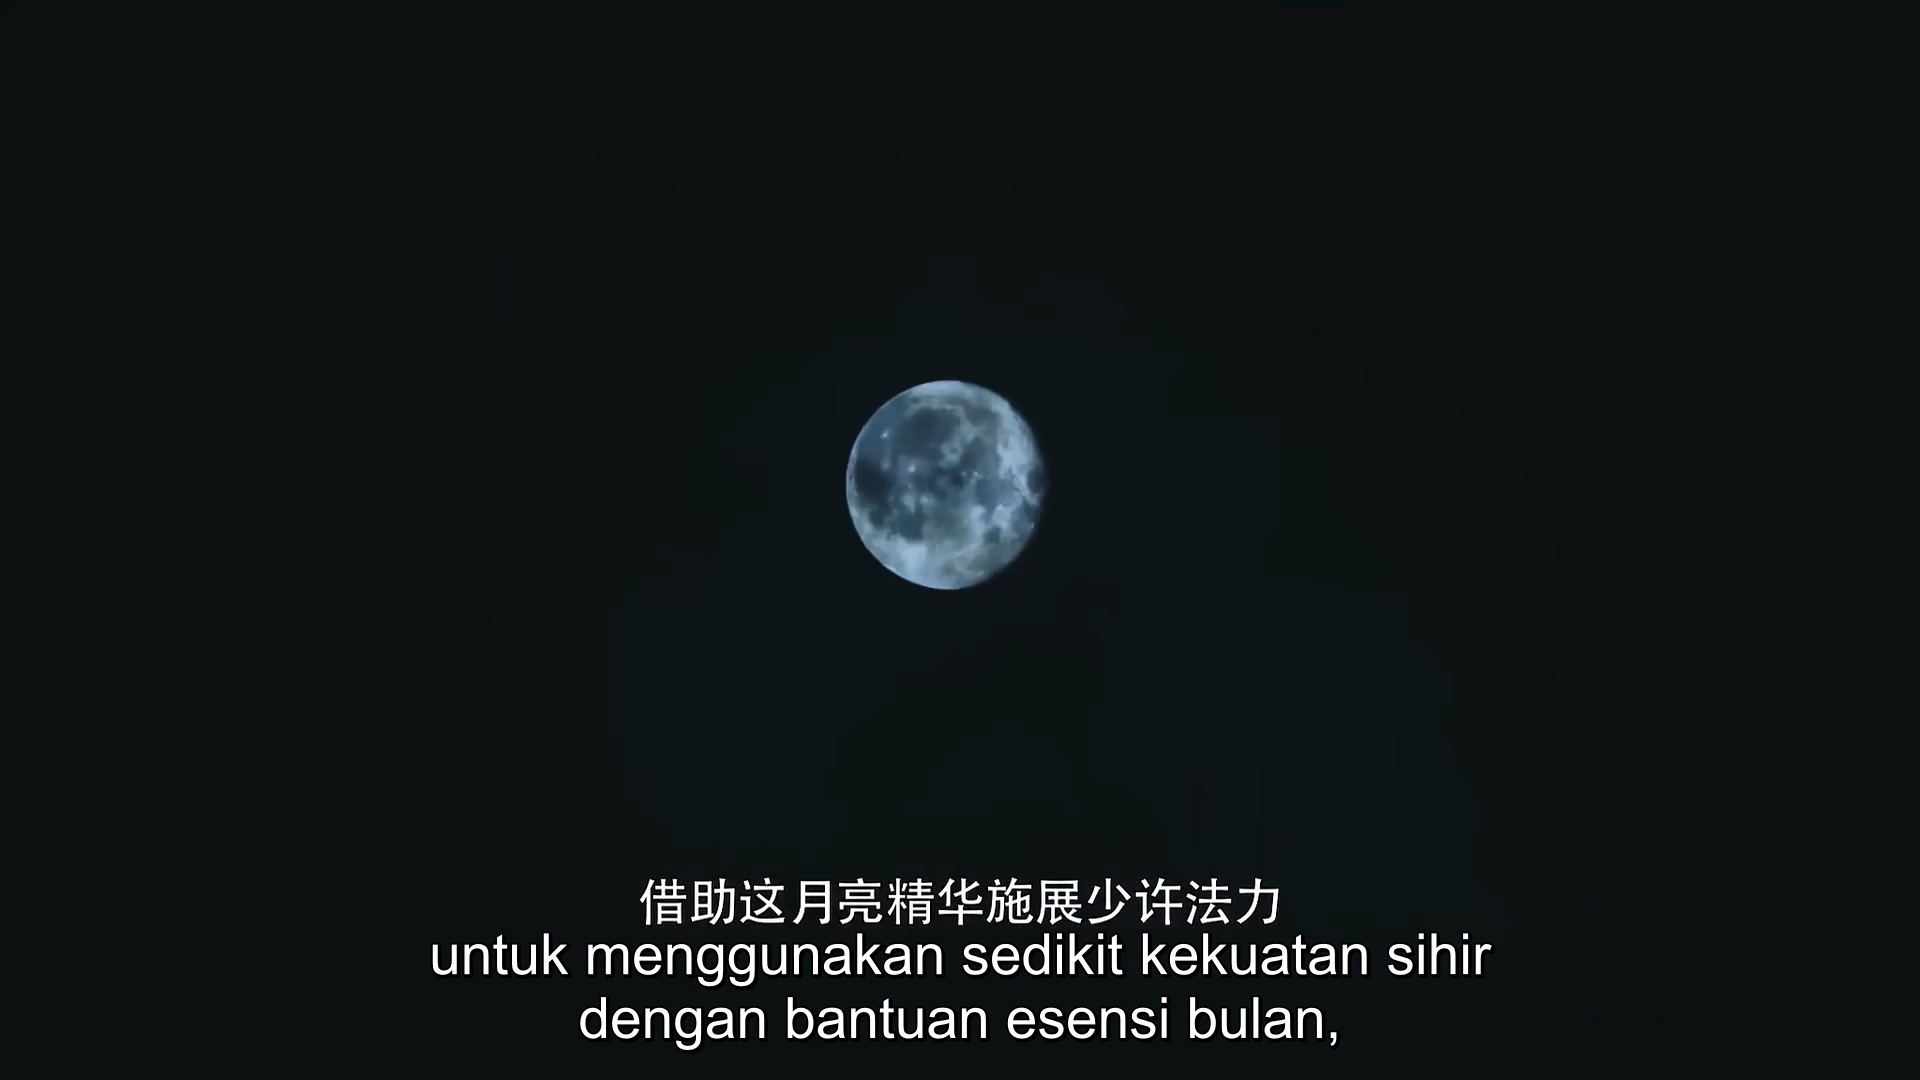 借助这月亮精华施展少许法力
untuk menggunakan sedikit kekuatan sihir
dengan bantuan esensi bulan,